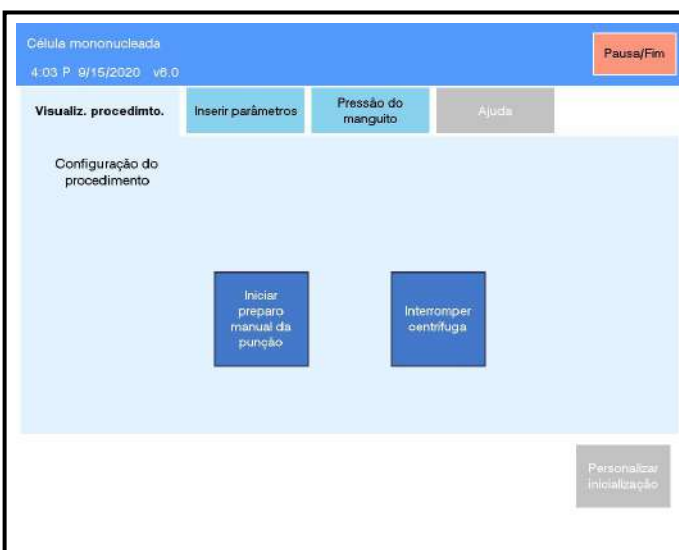 Célula mononucleada
4:03 P 9/15/2020 v6.0
Pausa/Fim
Visualiz. procedimto.
Inserir parâmetros
Pressão do
manguito
Ajuda
Configuração do
procedimento
Iniciar
preparo
manual da
punção
Interromper
centrífuga
Personalizar
inicialização